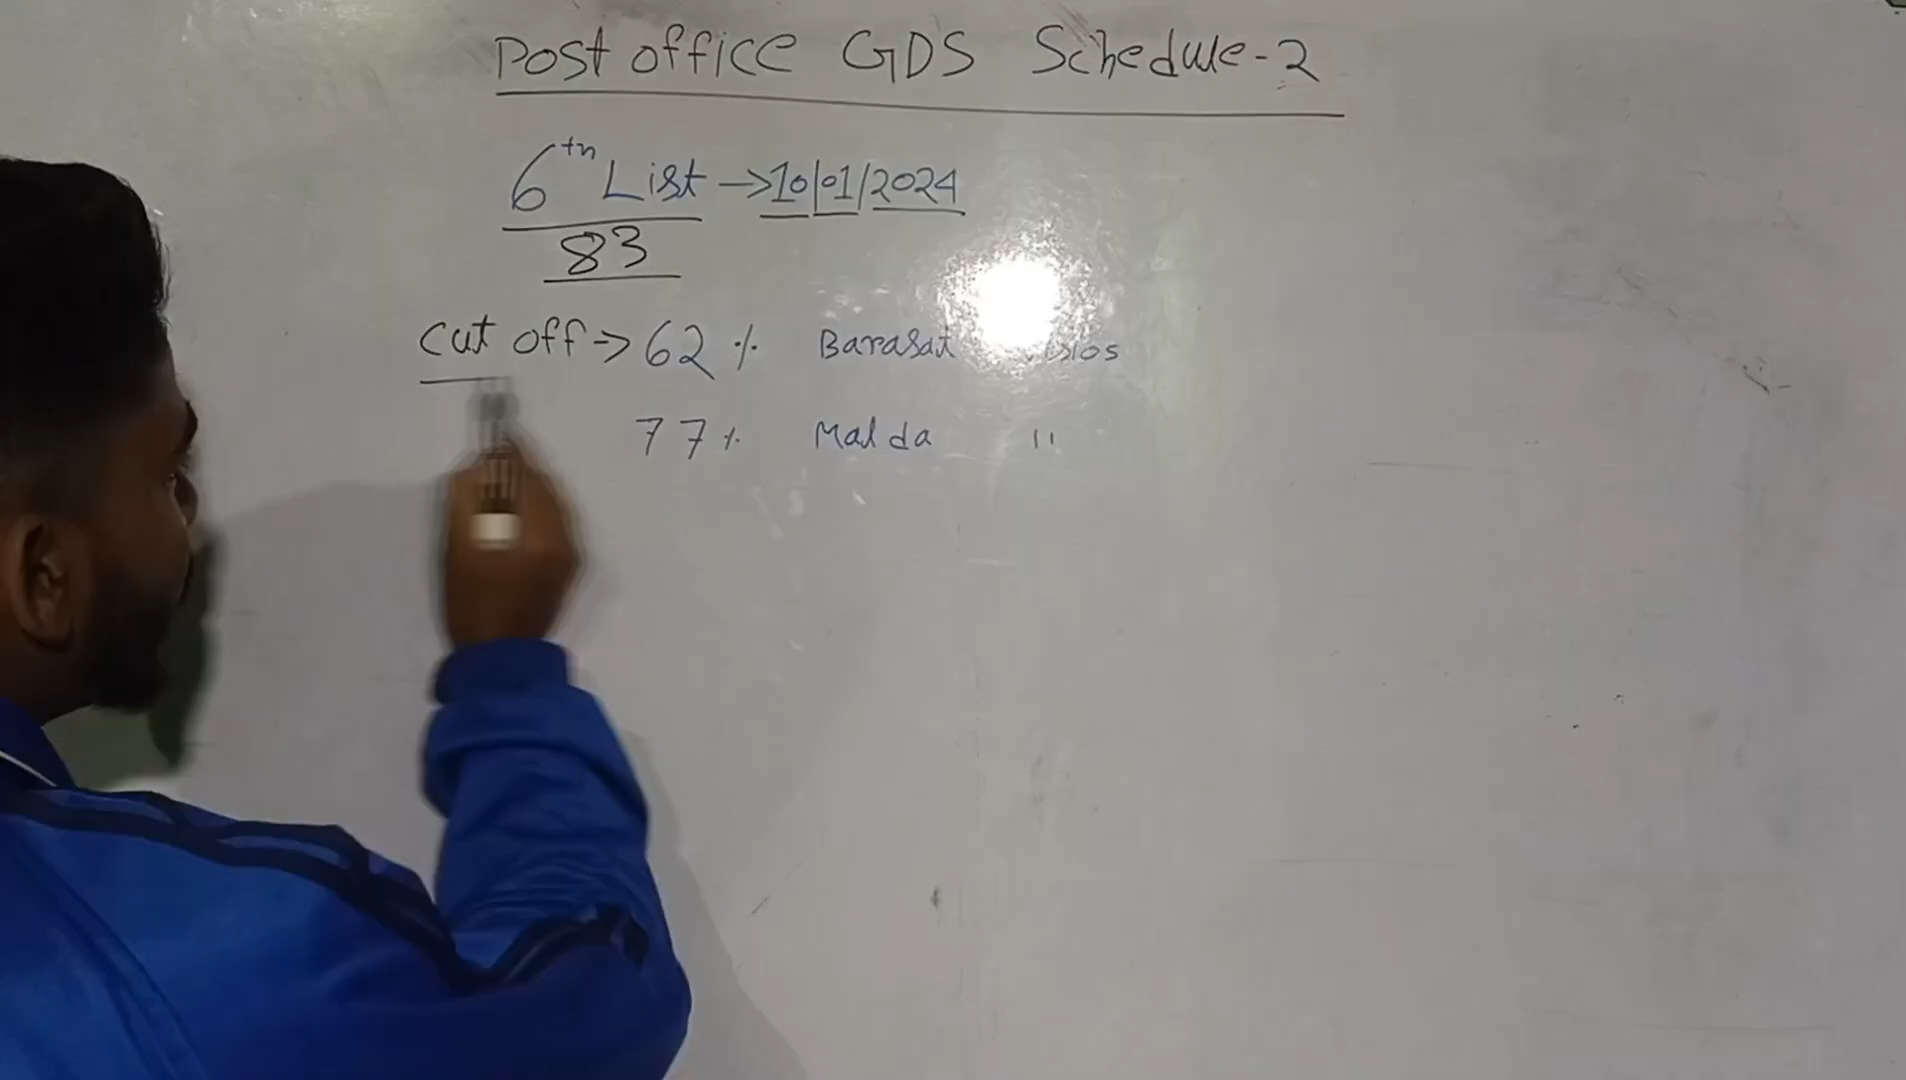 Post office GDS Schedule-2
6th List → 10/01/2024
83
Cut off → 62 % Barasat
77 % Malda "